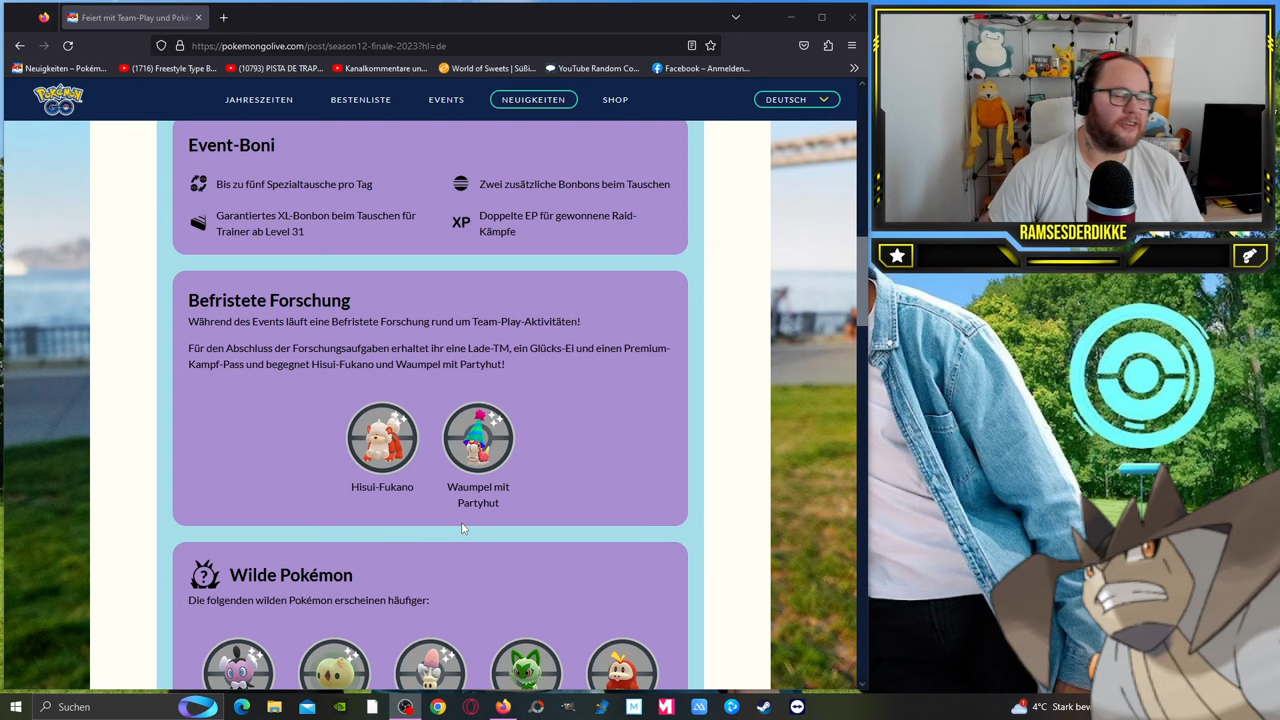 Feiert mit Team-Play und Poké
https://pokemongolive.com/post/season12-finale-2023?hl=de
Neuigkeiten – Pokém...
(1716) Freestyle Type B...
(10793) PISTA DE TRAP...
Kanalkommentare un...
World of Sweets | Süßi...
YouTube Random Co...
Facebook – Anmelden...
POKÉMON GO
JAHRESZEITEN
BESTENLISTE
EVENTS
NEUIGKEITEN
SHOP
DEUTSCH
Event-Boni
Bis zu fünf Spezialtausche pro Tag
Zwei zusätzliche Bonbons beim Tauschen
Garantiertes XL-Bonbon beim Tauschen für
Trainer ab Level 31
XP
Doppelte EP für gewonnene Raid-
Kämpfe
Befristete Forschung
Während des Events läuft eine Befristete Forschung rund um Team-Play-Aktivitäten!
Für den Abschluss der Forschungsaufgaben erhaltet ihr eine Lade-TM, ein Glücks-Ei und einen Premium-
Kampf-Pass und begegnet Hisui-Fukano und Waumpel mit Partyhut!
Hisui-Fukano
Waumpel mit
Partyhut
Wilde Pokémon
Die folgenden wilden Pokémon erscheinen häufiger:
RAMSESDERDIKKE
Suchen
4°C Stark bev